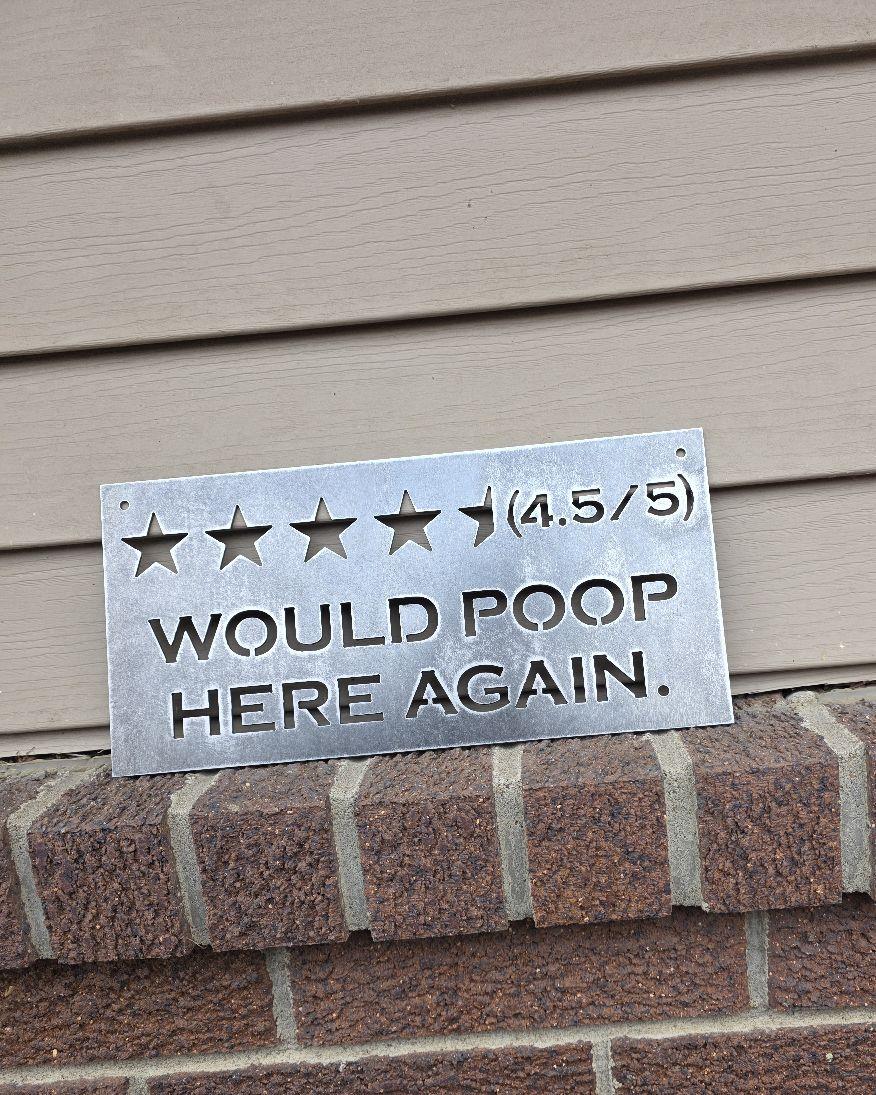 (4.5/5)
WOULD POOP
HERE AGAIN.